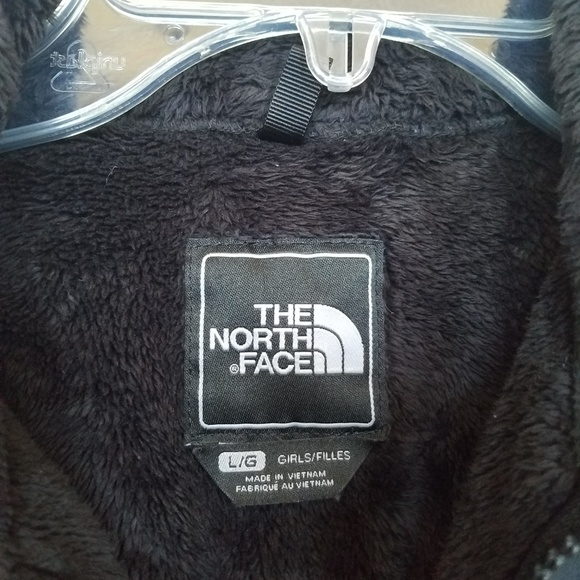 THE
NORTH
®FACE
L/G GIRLS/FILLES
MADE IN VIETNAM
FABRIQUÉ AU VIETNAM